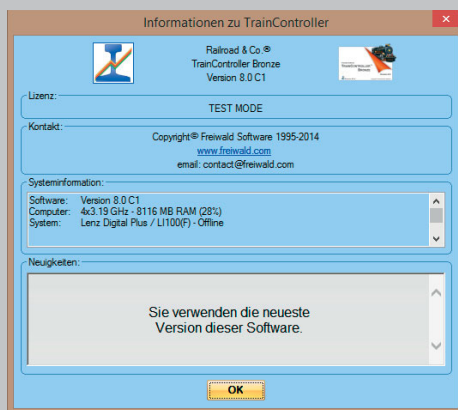 Informationen zu TrainController
Railroad & Co.®
TrainController Bronze
Version 8.0 C1
Lizenz:
TEST MODE
Kontakt:
Copyright© Freiwald Software 1995-2014
www.freiwald.com
email: contact@freiwald.com
Systeminformation:
Software: Version 8.0 C1
Computer: 4x3.19 GHz - 8116 MB RAM (28%)
System: Lenz Digital Plus / LI100(F) - Offline
Neuigkeiten:
Sie verwenden die neueste
Version dieser Software.
OK